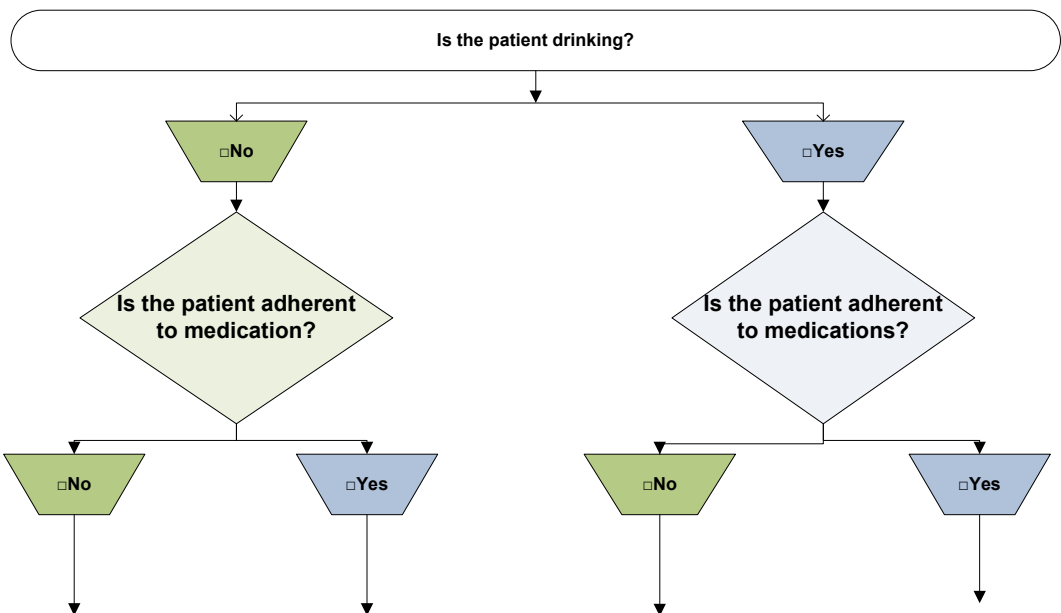 Is the patient drinking?
□No
□Yes
Is the patient adherent
to medication?
Is the patient adherent
to medications?
□No
□Yes
□No
□Yes